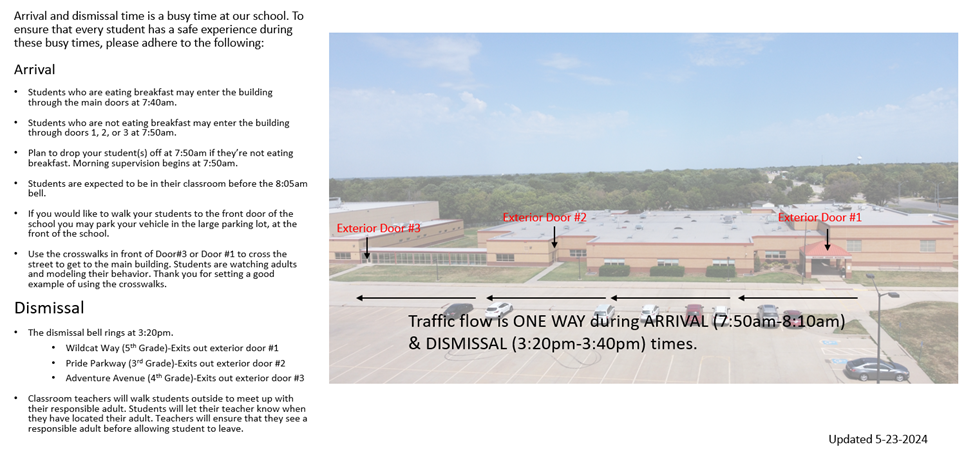 Arrival and dismissal time is a busy time at our school. To
ensure that every student has a safe experience during
these busy times, please adhere to the following:
Arrival
• Students who are eating breakfast may enter the building
through the main doors at 7:40am.
• Students who are not eating breakfast may enter the building
through doors 1, 2, or 3 at 7:50am.
• Plan to drop your student(s) off at 7:50am if they're not eating
breakfast. Morning supervision begins at 7:50am.
• Students are expected to be in their classroom before the 8:05am
bell.
• If you would like to walk your students to the front door of the
school you may park your vehicle in the large parking lot, at the
front of the school.
• Use the crosswalks in front of Door#3 or Door #1 to cross the
street to get to the main building. Students are watching adults
and modeling their behavior. Thank you for setting a good
example of using the crosswalks.
Dismissal
• The dismissal bell rings at 3:20pm.
• Wildcat Way (5th Grade)-Exits out exterior door #1
• Pride Parkway (3rd Grade)-Exits out exterior door #2
• Adventure Avenue (4th Grade)-Exits out exterior door #3
• Classroom teachers will walk students outside to meet up with
their responsible adult. Students will let their teacher know when
they have located their adult. Teachers will ensure that they see a
responsible adult before allowing student to leave.
Exterior Door #3
Exterior Door #2
Exterior Door #1
Traffic flow is ONE WAY during ARRIVAL (7:50am-8:10am)
& DISMISSAL (3:20pm-3:40pm) times.
Updated 5-23-2024